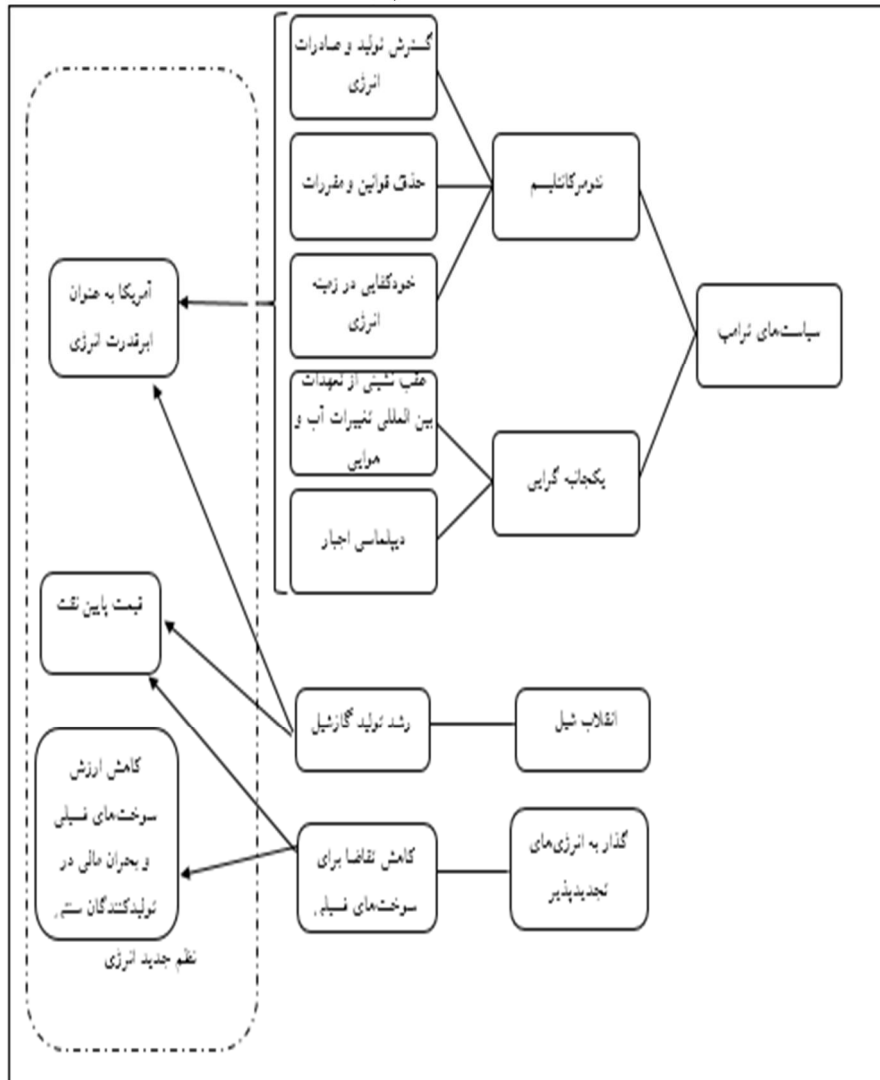 سیاست‌های ترامپ
نئومرکانتلیسم
یکجانبه گرایی
گسترش تولید و صادرات
انرژی
حذف قوانین و مقررات
خودکفایی در زمینه
انرژی
عقب نشینی از تعهدات
بین المللی تغییرات آب و
هوایی
دیپلماسی اجبار
آمریکا به عنوان
ابرقدرت انرژی
انقلاب شیل
رشد تولید گازشیل
قیمت پایین نفت
گذار به انرژی‌های
تجدیدپذیر
کاهش تقاضا برای
سوخت‌های فسیلی
کاهش ارزش
سوخت‌های فسیلی
و بحران مالی در
تولیدکنندگان سنتی
نظم جدید انرژی